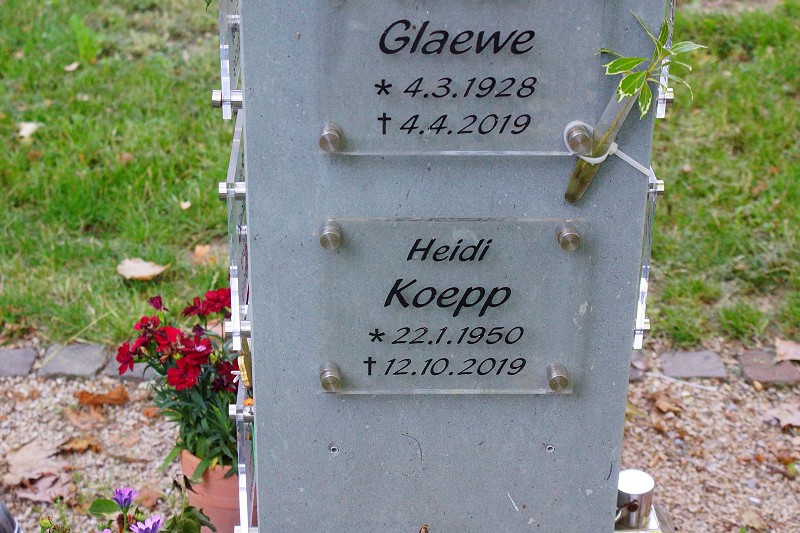 Glaewe
* 4.3.1928
† 4.4.2019
Heidi
Koepp
* 22.1.1950
† 12.10.2019